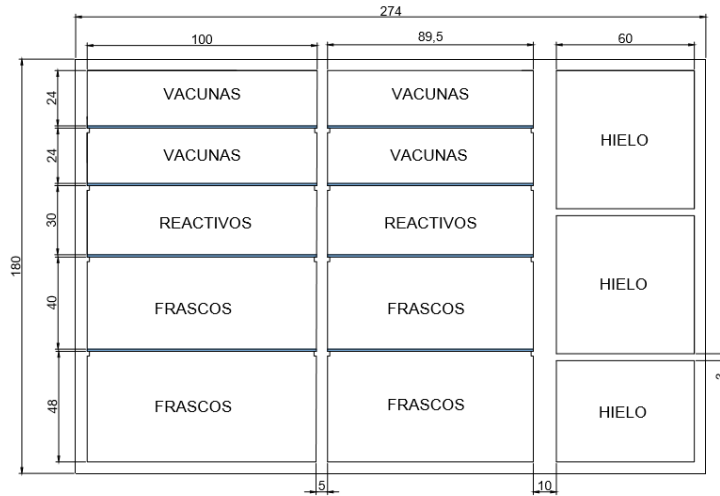 274
100
89,5
60
24
VACUNAS
VACUNAS
HIELO
24
VACUNAS
VACUNAS
30
REACTIVOS
REACTIVOS
180
40
FRASCOS
FRASCOS
HIELO
48
FRASCOS
FRASCOS
HIELO
5
10